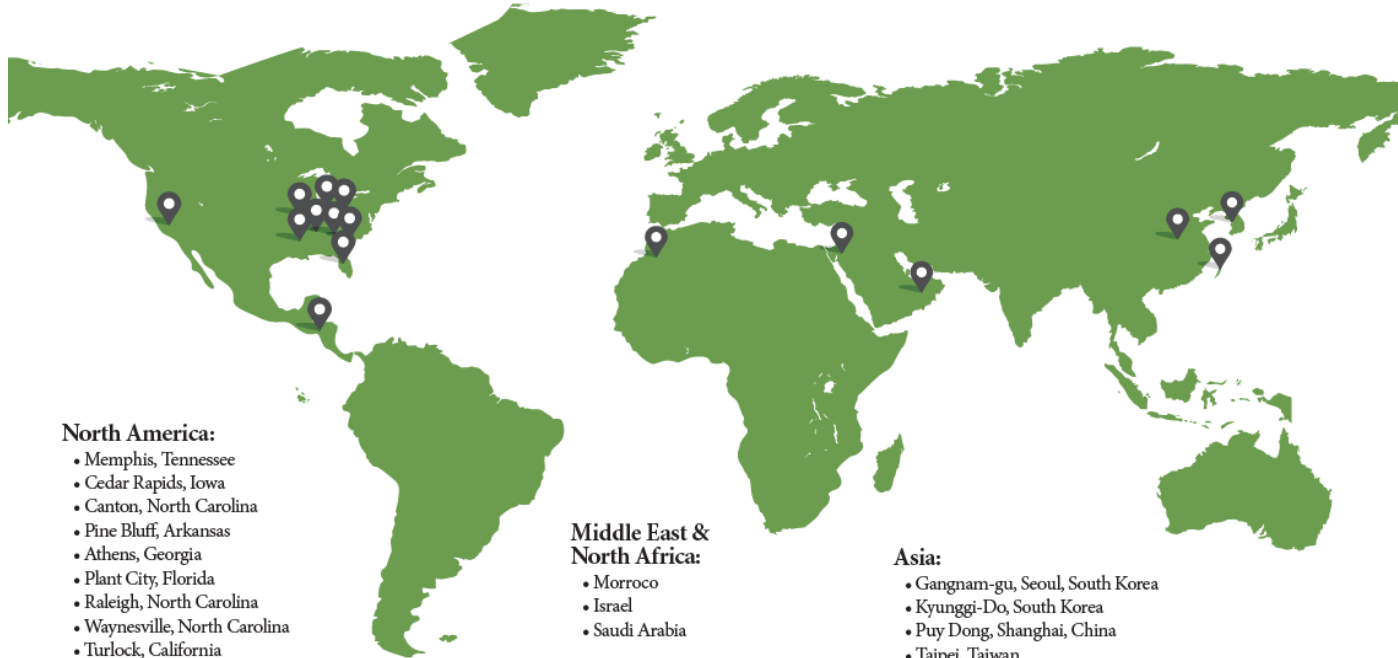 North America:
• Memphis, Tennessee
• Cedar Rapids, Iowa
• Canton, North Carolina
• Pine Bluff, Arkansas
• Athens, Georgia
• Plant City, Florida
• Raleigh, North Carolina
• Waynesville, North Carolina
• Turlock, California
Middle East &
North Africa:
• Morroco
• Israel
• Saudi Arabia
Asia:
• Gangnam-gu, Seoul, South Korea
• Kyunggi-Do, South Korea
• Puy Dong, Shanghai, China
• Taipei, Taiwan